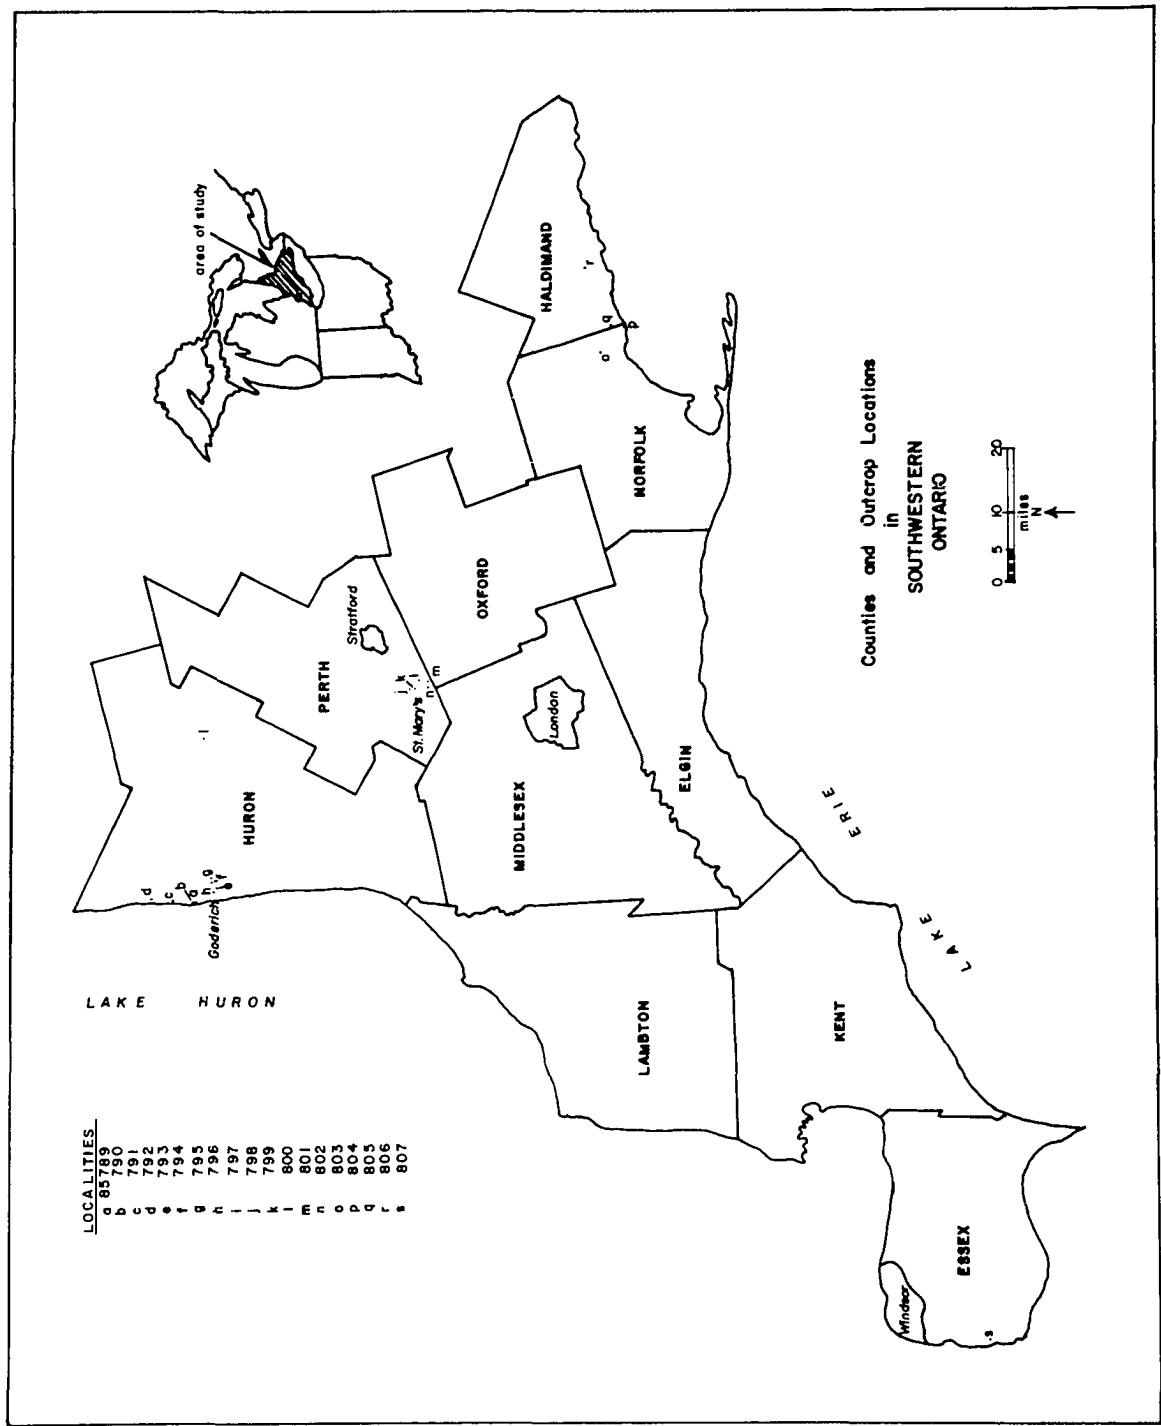 LOCALITIES
a 85789
b 790
c 791
d 792
e 793
f 794
g 795
h 796
i 797
j 798
k 799
l 800
m 801
n 802
o 803
p 804
q 805
r 806
s 807
LAKE HURON
area of study
d
c
b
a
h
g
f
e
Goderich
HURON
i
PERTH
Stratford
St. Mary's
j
k
l
n
m
OXFORD
MIDDLESEX
London
LAMBTON
ELGIN
NORFOLK
HALDIMAND
o
q
p
r
KENT
ESSEX
Windsor
s
LAKE ERIE
Counties and Outcrop Locations
in
SOUTHWESTERN
ONTARIO
0 5 10 20
miles
N